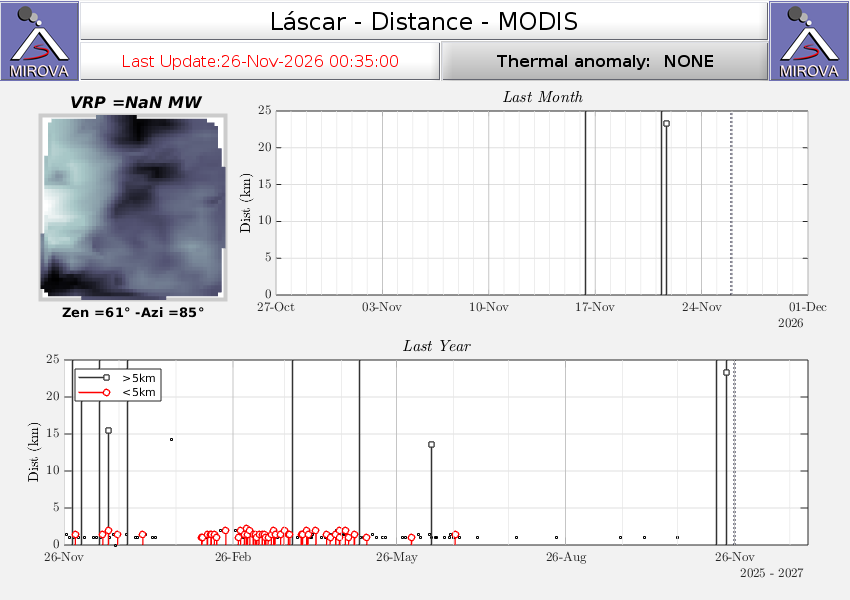 MIROVA
Láscar - Distance - MODIS
MIROVA
Last Update:26-Nov-2026 00:35:00
Thermal anomaly: NONE
VRP =NaN MW
Zen =61° -Azi =85°
Last Month
Dist (km)
25
20
15
10
5
0
27-Oct
03-Nov
10-Nov
17-Nov
24-Nov
01-Dec
2026
Last Year
Dist (km)
25
20
15
10
5
0
>5km
<5km
26-Nov
26-Feb
26-May
26-Aug
26-Nov
2025 - 2027